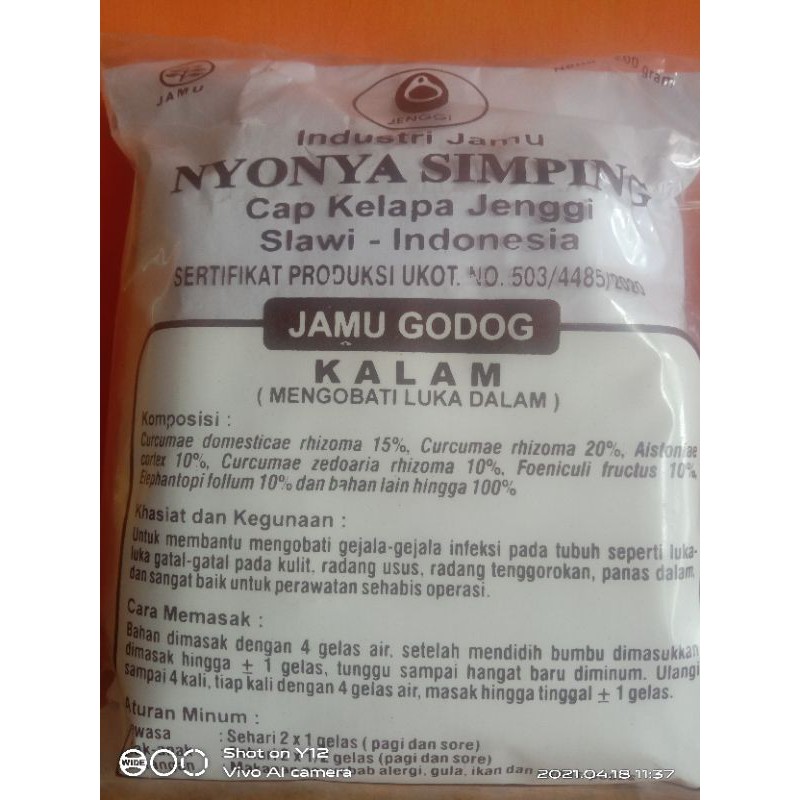 JAMU
JENGGI
Industri Jamu
NYONYA SIMPING
Cap Kelapa Jenggi
Slawi - Indonesia
SERTIFIKAT PRODUKSI UKOT. NO. 503/4485/2020
JAMU GODOG
KALAM
( MENGOBATI LUKA DALAM )
Komposisi :
Curcumae domesticae rhizoma 15%, Curcumae rhizoma 20%, Alstoniae
cortex 10%, Curcumae zedoaria rhizoma 10%, Foeniculi fructus 10%,
Elephantopi follum 10% dan bahan lain hingga 100%
Khasiat dan Kegunaan :
Untuk membantu mengobati gejala-gejala infeksi pada tubuh seperti luka-
luka gatal-gatal pada kulit. radang usus, radang tenggorokan, panas dalam
dan sangat baik untuk perawatan sehabis operasi.
Cara Memasak :
Bahan dimasak dengan 4 gelas air. setelah mendidih bumbu dimasukkan
dimasak hingga ± 1 gelas, tunggu sampai hangat baru diminum. Ulangi
sampai 4 kali, tiap kali dengan 4 gelas air, masak hingga tinggal ± 1 gelas.
Aturan Minum :
wasa : Sehari 2 x 1 gelas ( pagi dan sore)
x 1/2 gelas (pagi dan sore)
alergi, gula, ikan dan
WIDE
Shot on Y12
Vivo AI camera
2021.04.18 11:37